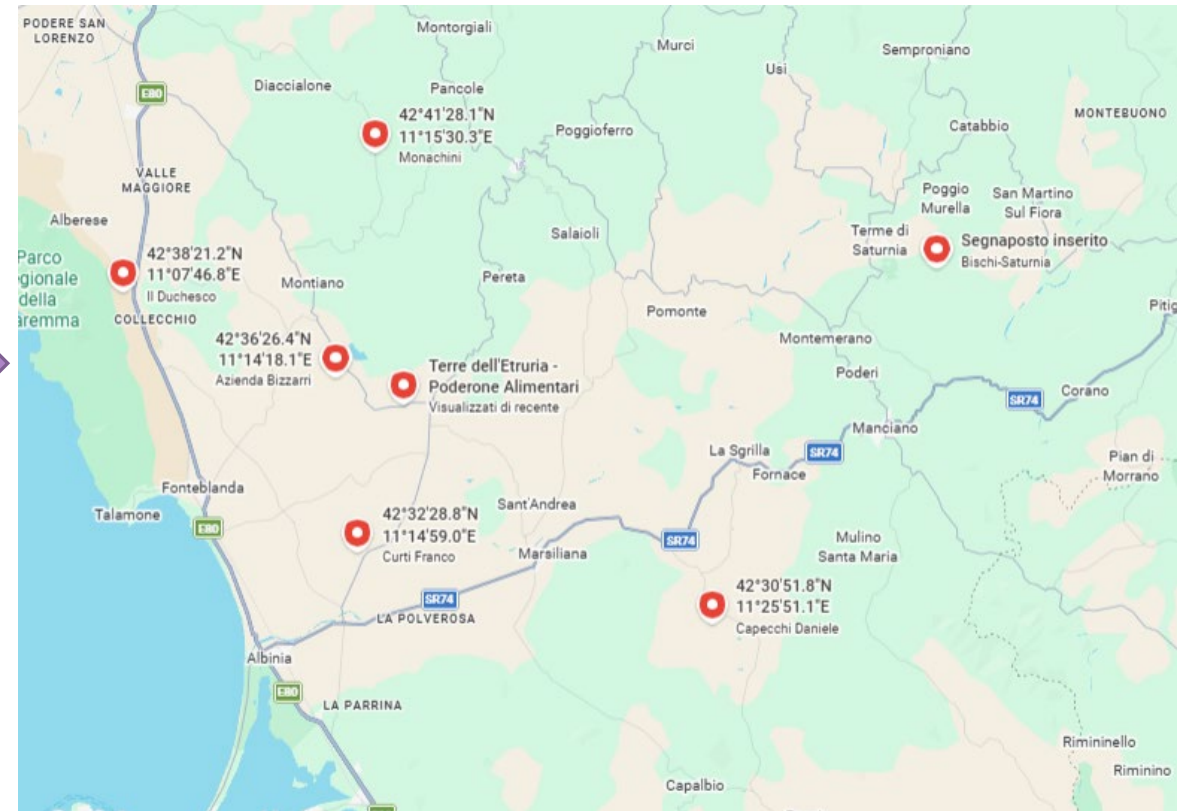 PODERE SAN
LORENZO
Montorgiali
Murci
Semproniano
Usi
E80
Diaccialone
Pancole
42°41'28.1"N
11°15'30.3"E
Monachini
Poggioferro
MONTEBUONO
Catabbio
VALLE
MAGGIORE
Poggio
Murella
San Martino
Sul Fiora
Alberese
Salaioli
Terme di
Saturnia
Segnaposto inserito
Bischi-Saturnia
Parco
egionale
della
aremma
42°38'21.2"N
11°07'46.8"E
Il Duchesco
COLLECCHIO
Montiano
Pereta
Pomonte
Pitig
42°36'26.4"N
11°14'18.1"E
Azienda Bizzarri
Montemerano
Terre dell'Etruria -
Poderone Alimentari
Visualizzati di recente
Poderi
SR74
Corano
Manciano
La Sgrilla
SR74
Fornace
Pian di
Morrano
Fonteblanda
Talamone
E80
Sant'Andrea
42°32'28.8"N
11°14'59.0"E
Curti Franco
Marsiliana
SR74
Mulino
Santa Maria
42°30'51.8"N
11°25'51.1"E
Capecchi Daniele
SR74
LA POLVEROSA
Albinia
E80
LA PARRINA
Rimininello
Riminino
Capalbio